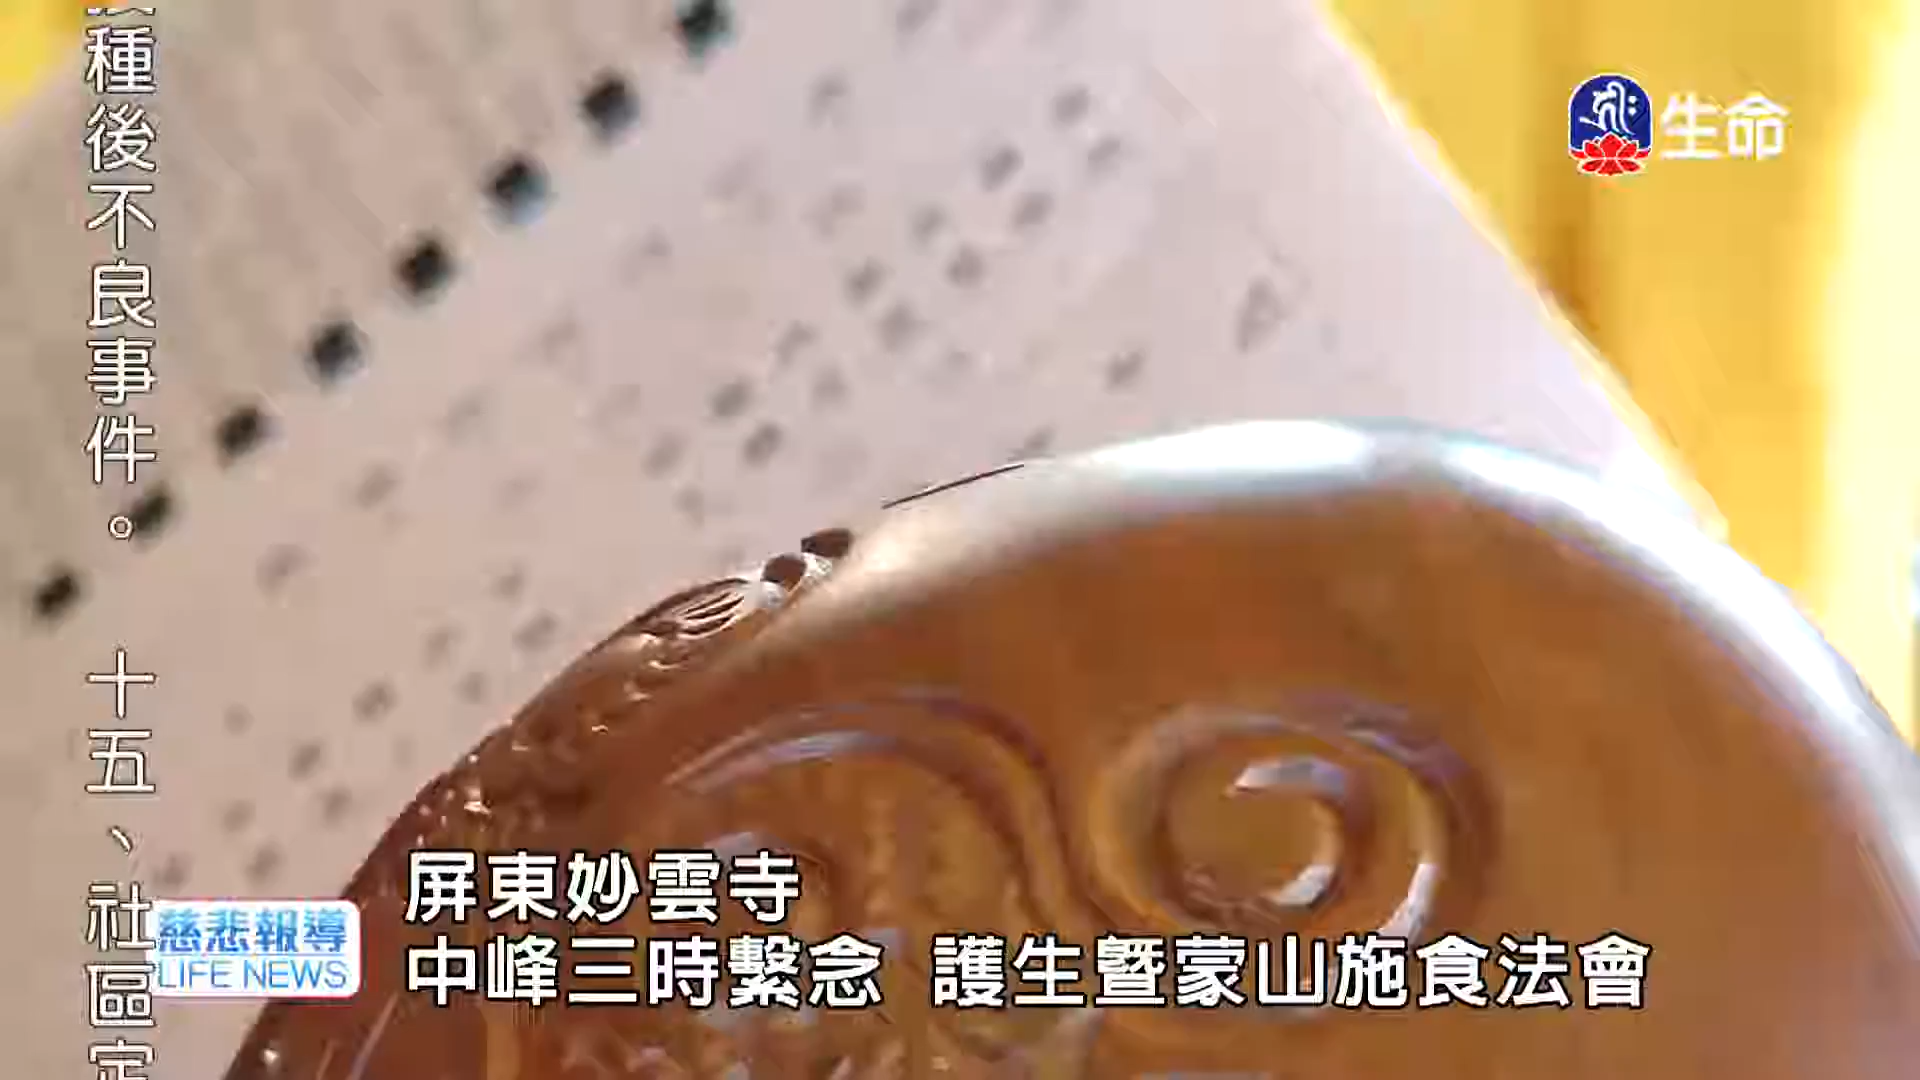 種後不良事件。 十五、社區定
生命
慈悲報導
LIFE NEWS
屏東妙雲寺
中峰三時繫念 護生暨蒙山施食法會